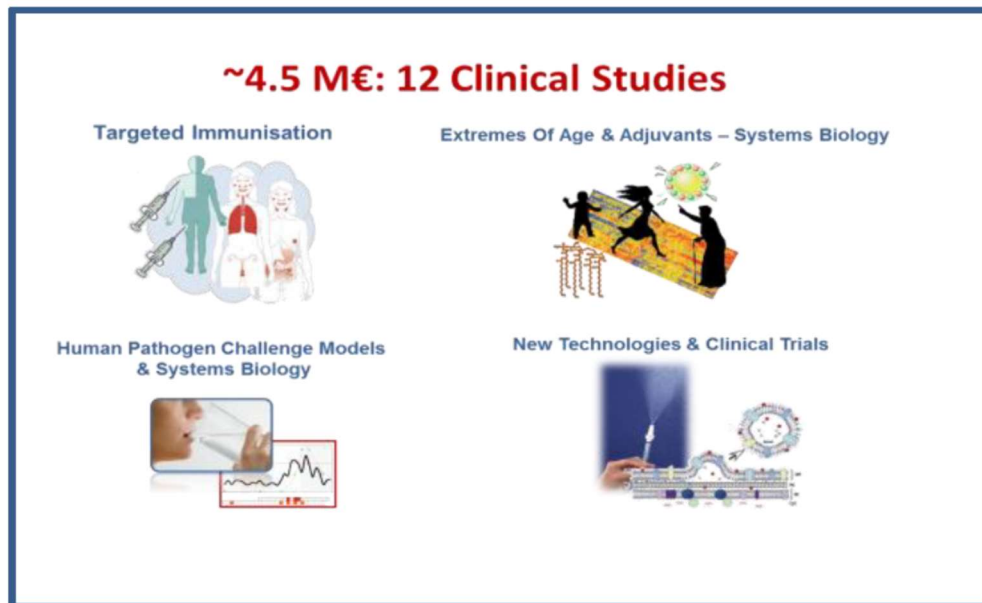 ~4.5 M€: 12 Clinical Studies
Targeted Immunisation
Extremes Of Age & Adjuvants – Systems Biology
Human Pathogen Challenge Models
& Systems Biology
New Technologies & Clinical Trials